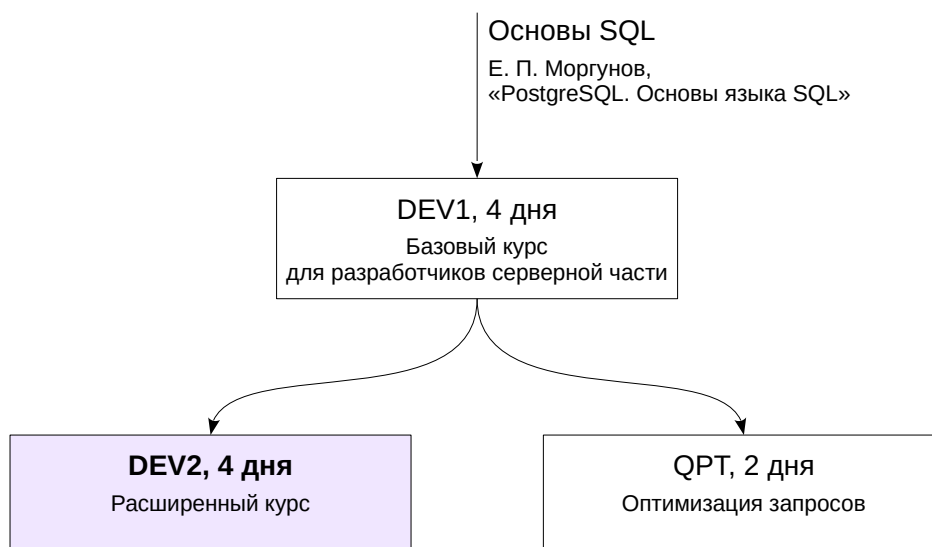 Основы SQL
Е. П. Моргунов,
«PostgreSQL. Основы языка SQL»
DEV1, 4 дня
Базовый курс
для разработчиков серверной части
DEV2, 4 дня
Расширенный курс
QPT, 2 дня
Оптимизация запросов